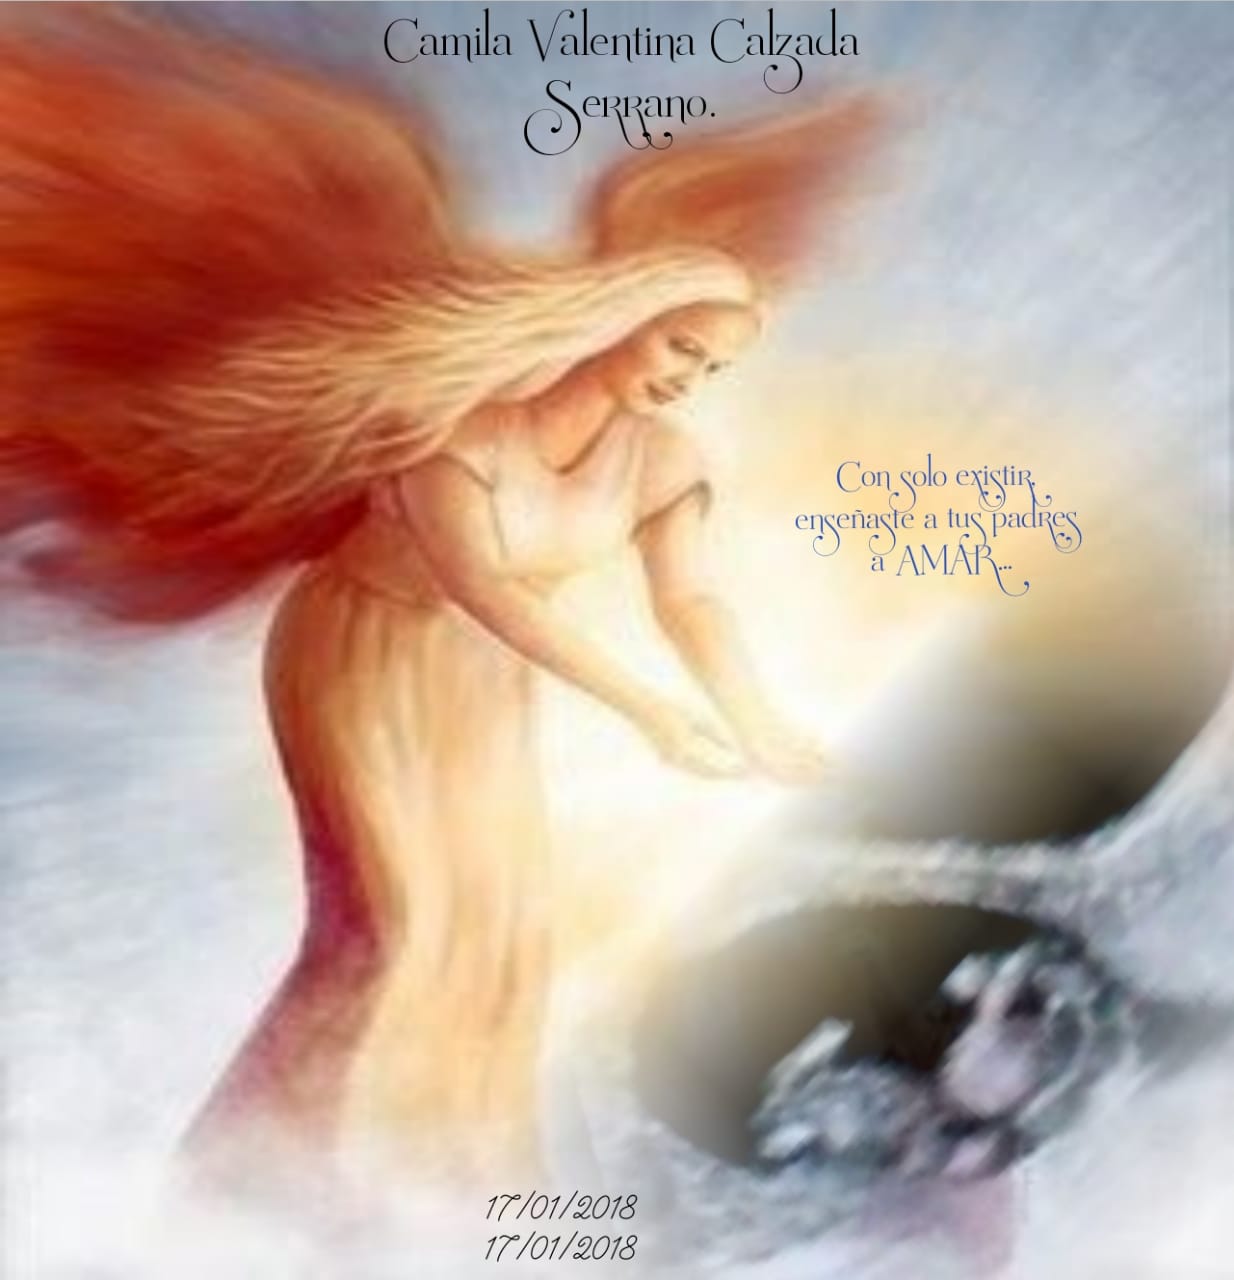 Camila Valentina Calzada
Serrano.
Con solo existir,
enseñaste a tus padres
a AMAR...
17/01/2018
17/01/2018